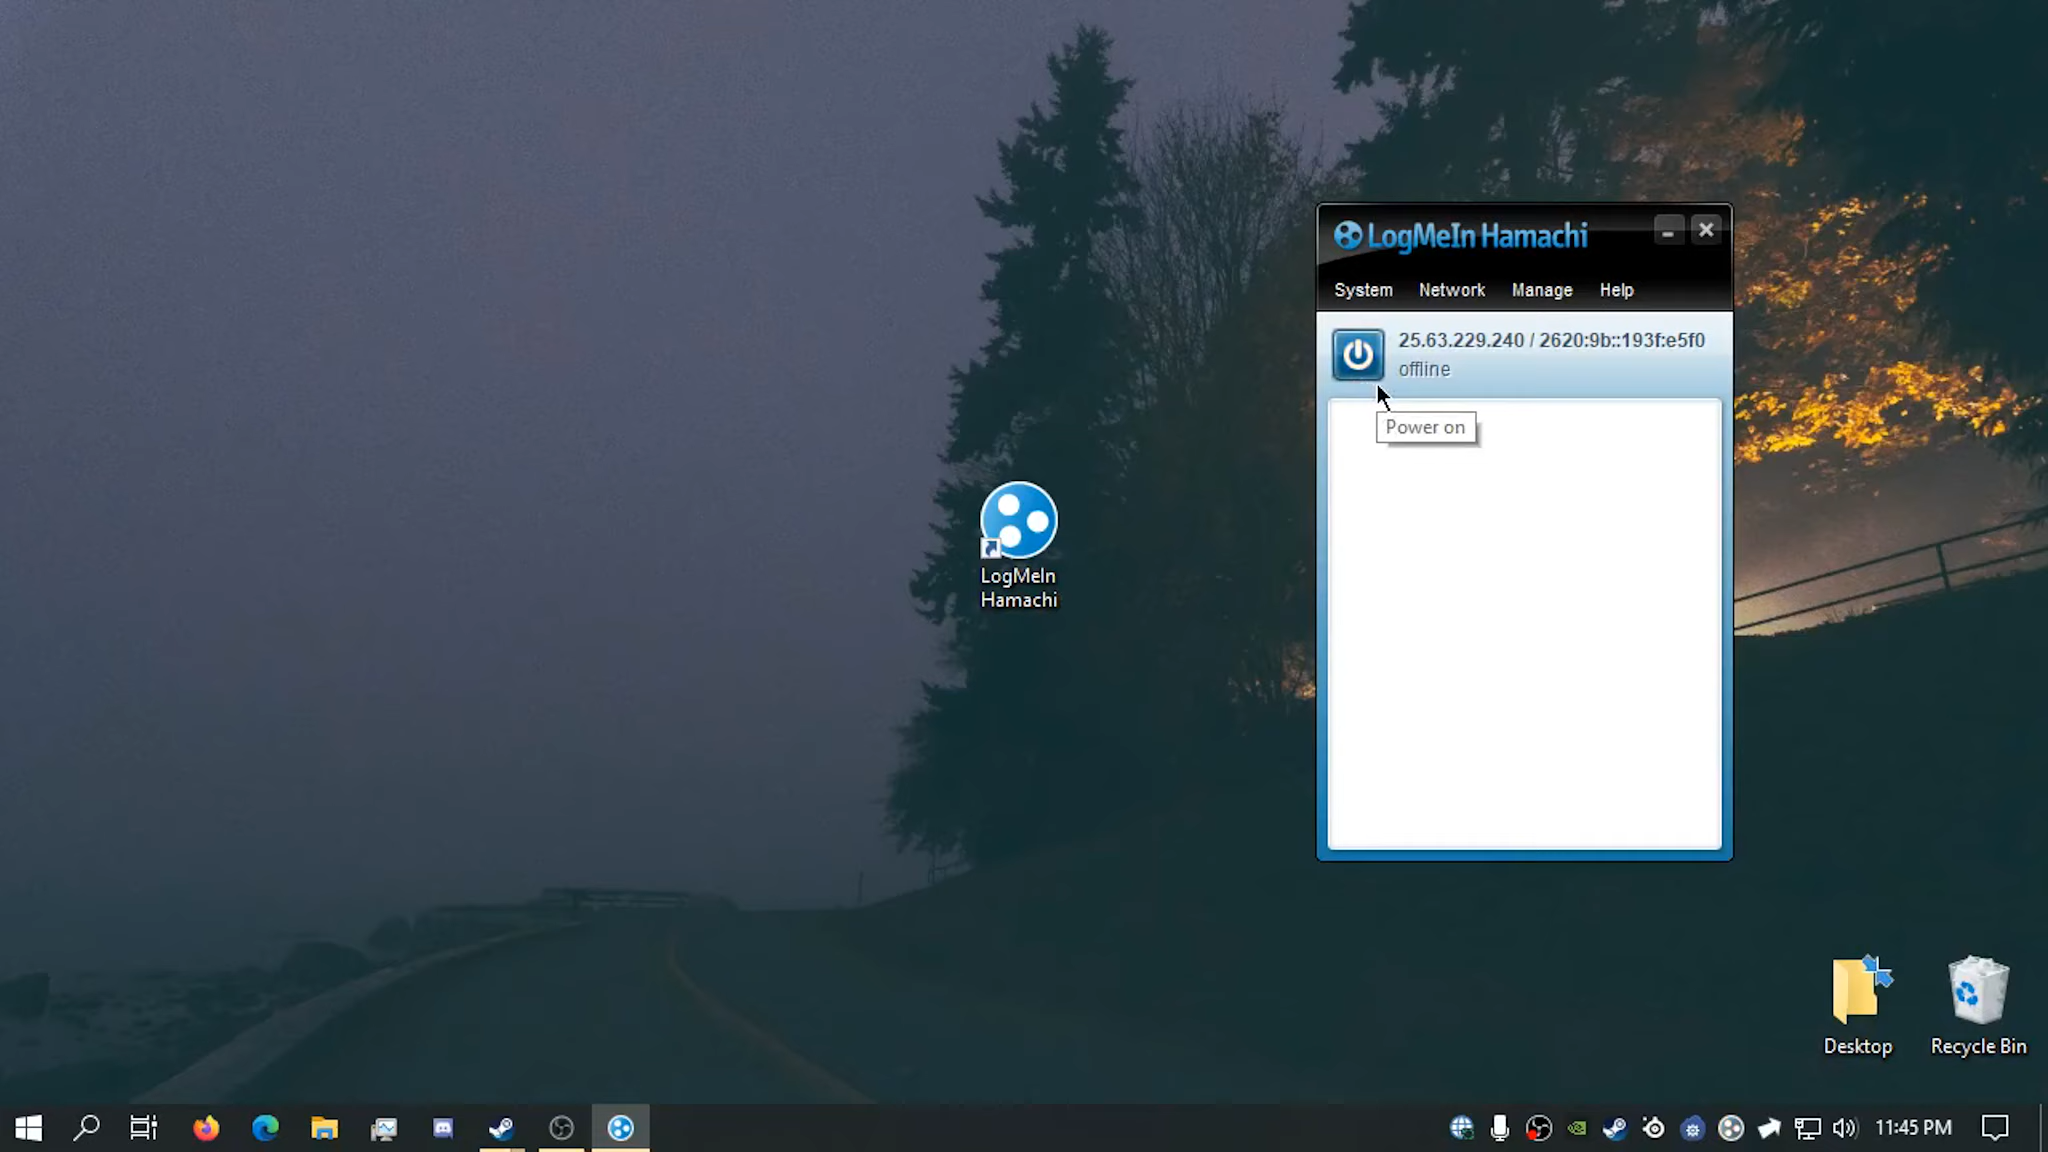 LogMeIn Hamachi
System Network Manage Help
25.63.229.240 / 2620:9b::193f:e5f0
offline
Power on
LogMeIn
Hamachi
Desktop
Recycle Bin
11:45 PM